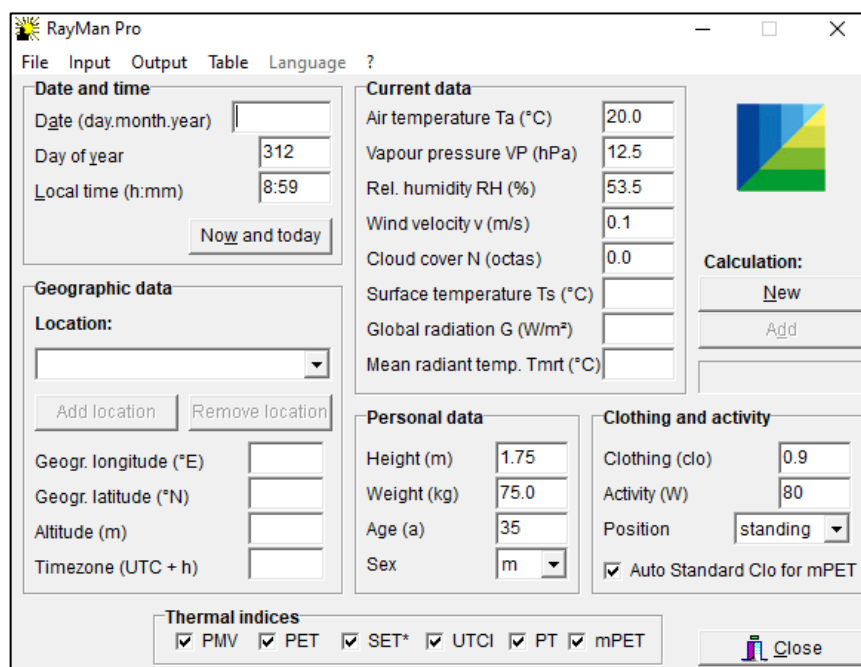 RayMan Pro
File Input Output Table Language ?
Date and time
Date (day.month.year)
Day of year 312
Local time (h:mm) 8:59
Now and today
Geographic data
Location:
Add location Remove location
Geogr. longitude (°E)
Geogr. latitude (°N)
Altitude (m)
Timezone (UTC + h)
Current data
Air temperature Ta (°C) 20.0
Vapour pressure VP (hPa) 12.5
Rel. humidity RH (%) 53.5
Wind velocity v (m/s) 0.1
Cloud cover N (octas) 0.0
Surface temperature Ts (°C)
Global radiation G (W/m²)
Mean radiant temp. Tmrt (°C)
Calculation:
New
Add
Personal data
Height (m) 1.75
Weight (kg) 75.0
Age (a) 35
Sex m
Clothing and activity
Clothing (clo) 0.9
Activity (W) 80
Position standing
Auto Standard Clo for mPET
Thermal indices
PMV PET SET* UTCI PT mPET
Close